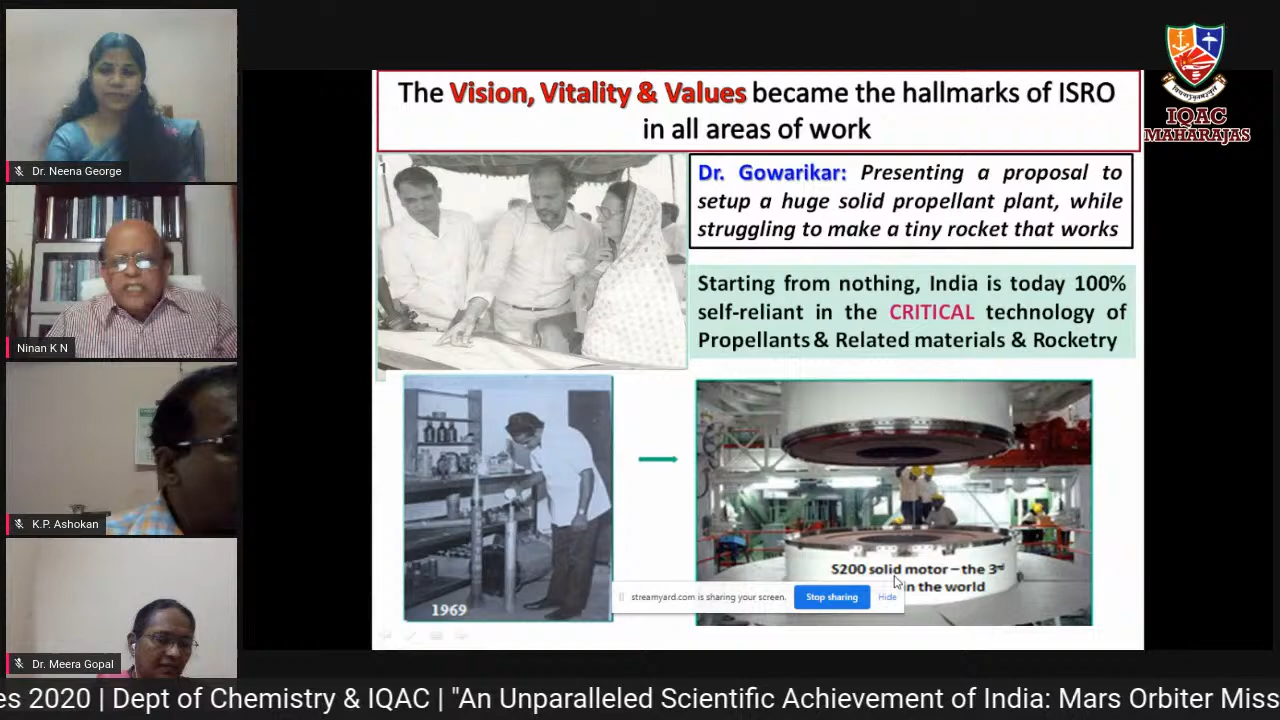 Dr. Neena George
Ninan K N
K.P. Ashokan
Dr. Meera Gopal
The Vision, Vitality & Values became the hallmarks of ISRO
in all areas of work
1
Dr. Gowarikar: Presenting a proposal to
setup a huge solid propellant plant, while
struggling to make a tiny rocket that works
Starting from nothing, India is today 100%
self-reliant in the CRITICAL technology of
Propellants & Related materials & Rocketry
1969
S200 solid motor – the 3rd
in the world
streamyard.com is sharing your screen.
Stop sharing
Hide
IQAC
MAHARAJAS
es 2020 | Dept of Chemistry & IQAC | "An Unparalleled Scientific Achievement of India: Mars Orbiter Miss